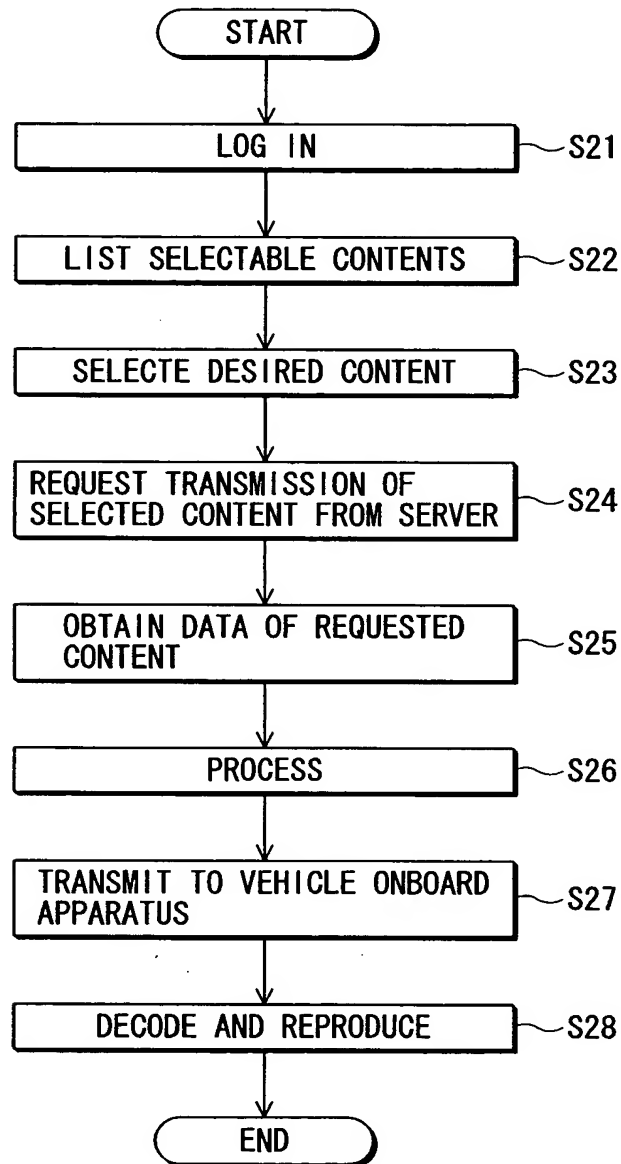 START
LOG IN
S21
LIST SELECTABLE CONTENTS
S22
SELECTE DESIRED CONTENT
S23
REQUEST TRANSMISSION OF
SELECTED CONTENT FROM SERVER
S24
OBTAIN DATA OF REQUESTED
CONTENT
S25
PROCESS
S26
TRANSMIT TO VEHICLE ONBOARD
APPARATUS
S27
DECODE AND REPRODUCE
S28
END